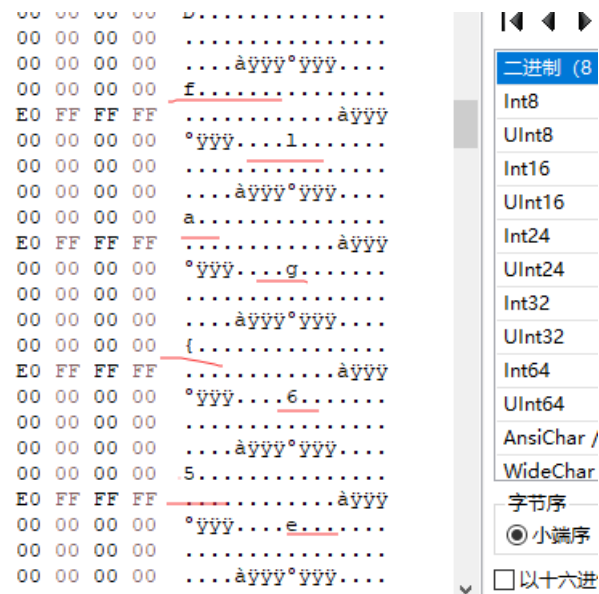 00 00 00 00 ................
00 00 00 00 ....àÿÿÿ°ÿÿÿ....
00 00 00 00 f...............
E0 FF FF FF ............àÿÿÿ
00 00 00 00 °ÿÿÿ....l.......
00 00 00 00 ................
00 00 00 00 ....àÿÿÿ°ÿÿÿ....
00 00 00 00 a...............
E0 FF FF FF ............àÿÿÿ
00 00 00 00 °ÿÿÿ....g.......
00 00 00 00 ................
00 00 00 00 ....àÿÿÿ°ÿÿÿ....
00 00 00 00 {...............
E0 FF FF FF ............àÿÿÿ
00 00 00 00 °ÿÿÿ....6.......
00 00 00 00 ................
00 00 00 00 ....àÿÿÿ°ÿÿÿ....
00 00 00 00 5...............
E0 FF FF FF ............àÿÿÿ
00 00 00 00 °ÿÿÿ....e.......
00 00 00 00 ................
00 00 00 00 ....àÿÿÿ°ÿÿÿ....
二进制（8
Int8
UInt8
Int16
UInt16
Int24
UInt24
Int32
UInt32
Int64
UInt64
AnsiChar /
WideChar
字节序
小端序
以十六进